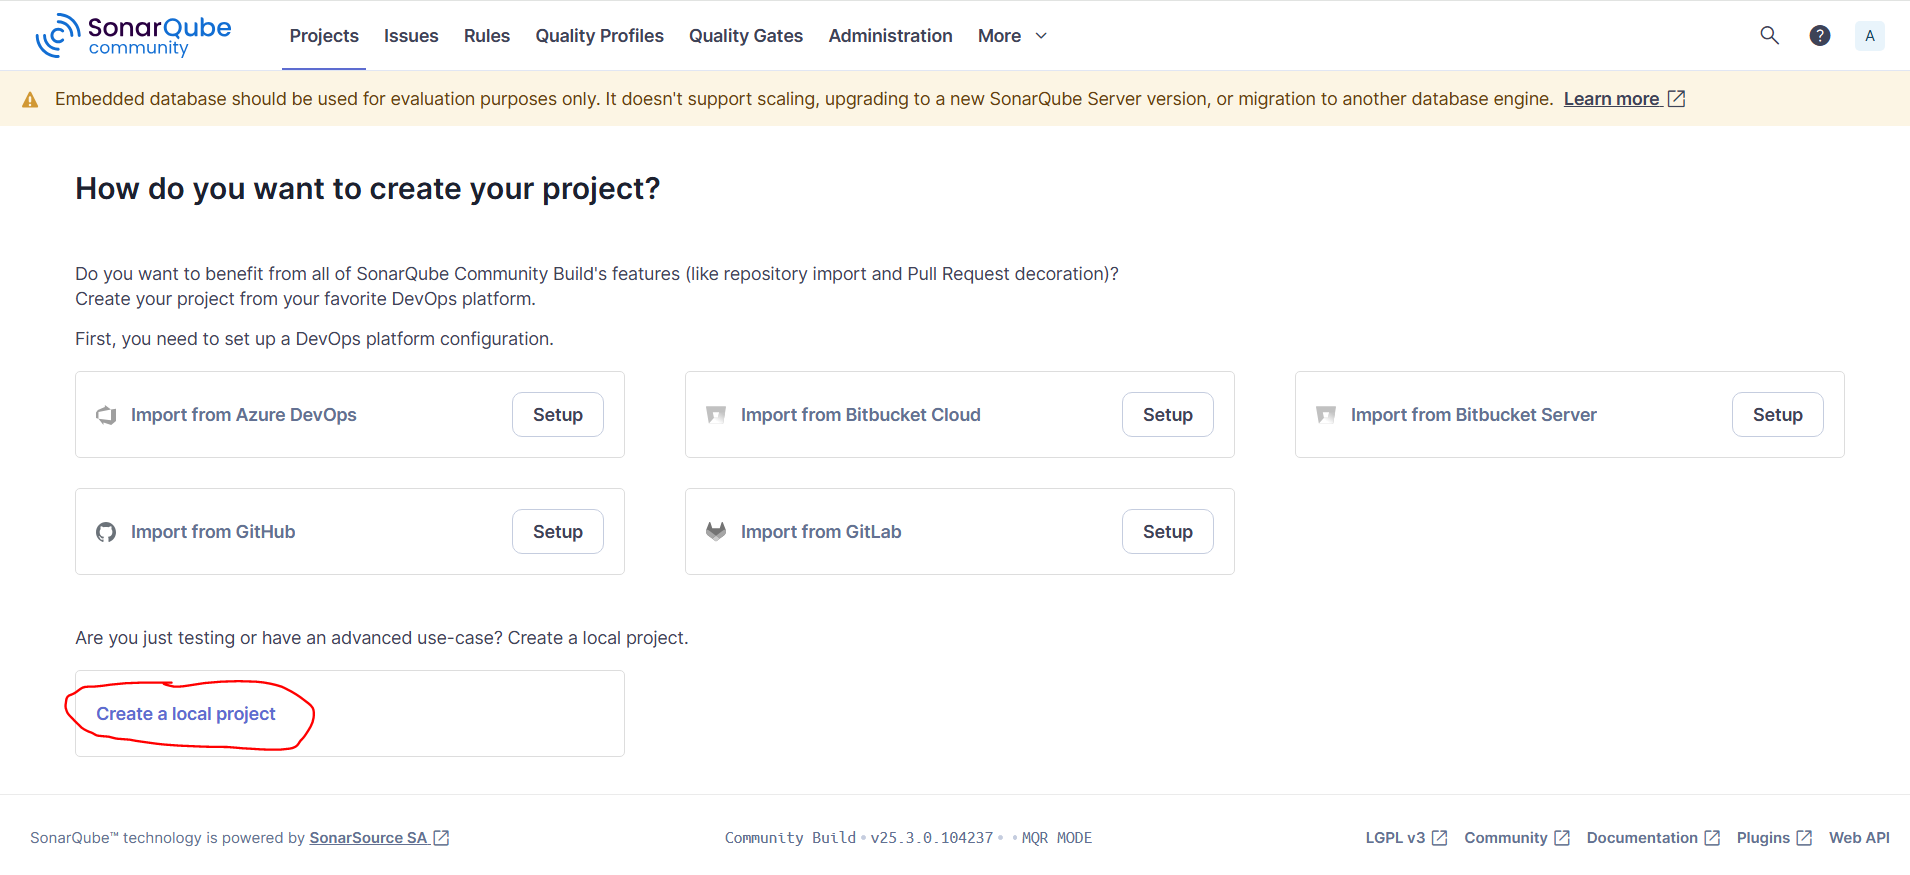 SonarQube
community
Projects Issues Rules Quality Profiles Quality Gates Administration More
? A
Embedded database should be used for evaluation purposes only. It doesn't support scaling, upgrading to a new SonarQube Server version, or migration to another database engine. Learn more
How do you want to create your project?
Do you want to benefit from all of SonarQube Community Build's features (like repository import and Pull Request decoration)?
Create your project from your favorite DevOps platform.
First, you need to set up a DevOps platform configuration.
Import from Azure DevOps Setup Import from Bitbucket Cloud Setup Import from Bitbucket Server Setup
Import from GitHub Setup Import from GitLab Setup
Are you just testing or have an advanced use-case? Create a local project.
Create a local project
SonarQube™ technology is powered by SonarSource SA Community Build • v25.3.0.104237 • • MQR MODE LGPL v3 Community Documentation Plugins Web API